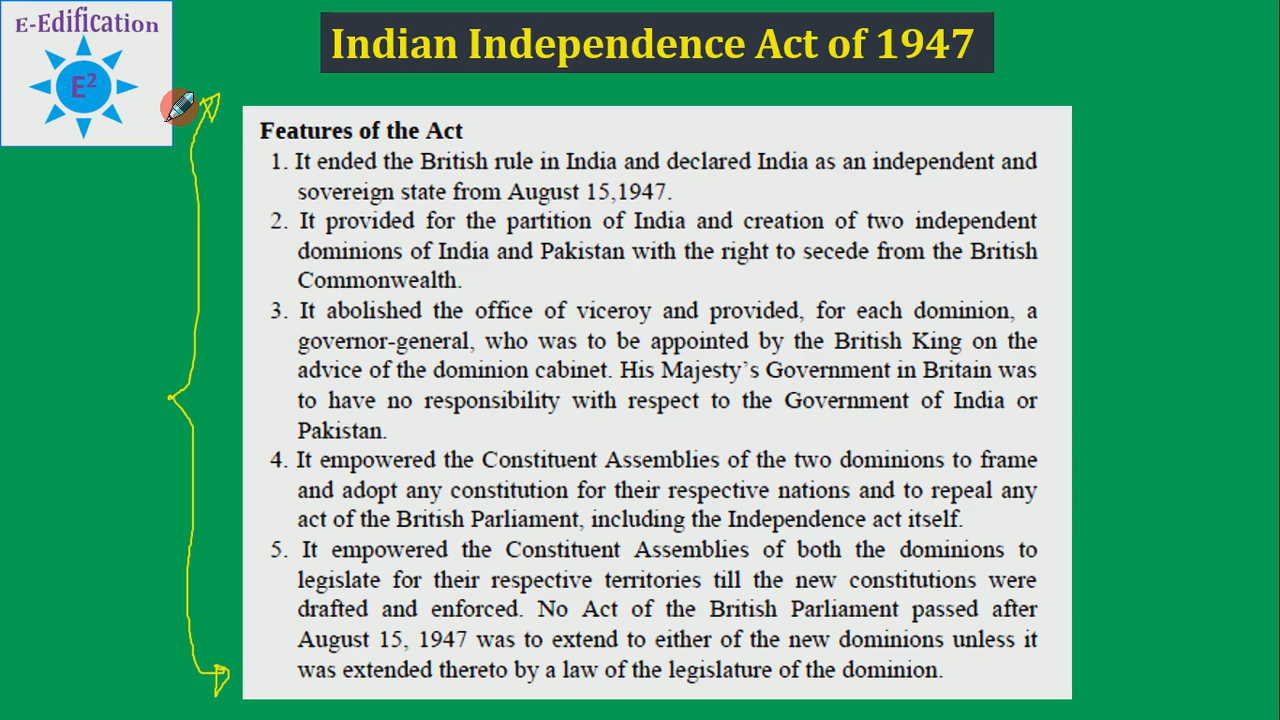 E-Edification
E²
Indian Independence Act of 1947
Features of the Act
1. It ended the British rule in India and declared India as an independent and
sovereign state from August 15,1947.
2. It provided for the partition of India and creation of two independent
dominions of India and Pakistan with the right to secede from the British
Commonwealth.
3. It abolished the office of viceroy and provided, for each dominion, a
governor-general, who was to be appointed by the British King on the
advice of the dominion cabinet. His Majesty’s Government in Britain was
to have no responsibility with respect to the Government of India or
Pakistan.
4. It empowered the Constituent Assemblies of the two dominions to frame
and adopt any constitution for their respective nations and to repeal any
act of the British Parliament, including the Independence act itself.
5. It empowered the Constituent Assemblies of both the dominions to
legislate for their respective territories till the new constitutions were
drafted and enforced. No Act of the British Parliament passed after
August 15, 1947 was to extend to either of the new dominions unless it
was extended thereto by a law of the legislature of the dominion.